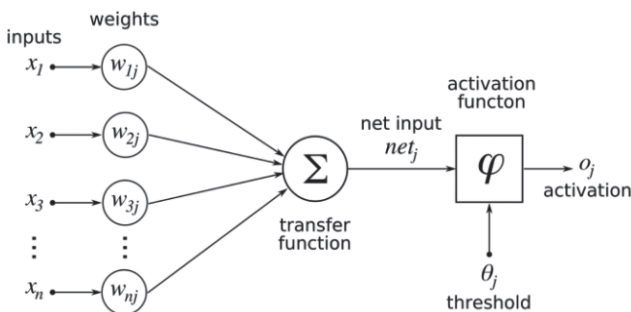 weights
inputs
x1
w1j
x2
w2j
x3
w3j
⋮
⋮
xn
wnj
Σ
transfer
function
net input
netj
activation
functon
φ
oj
activation
θj
threshold